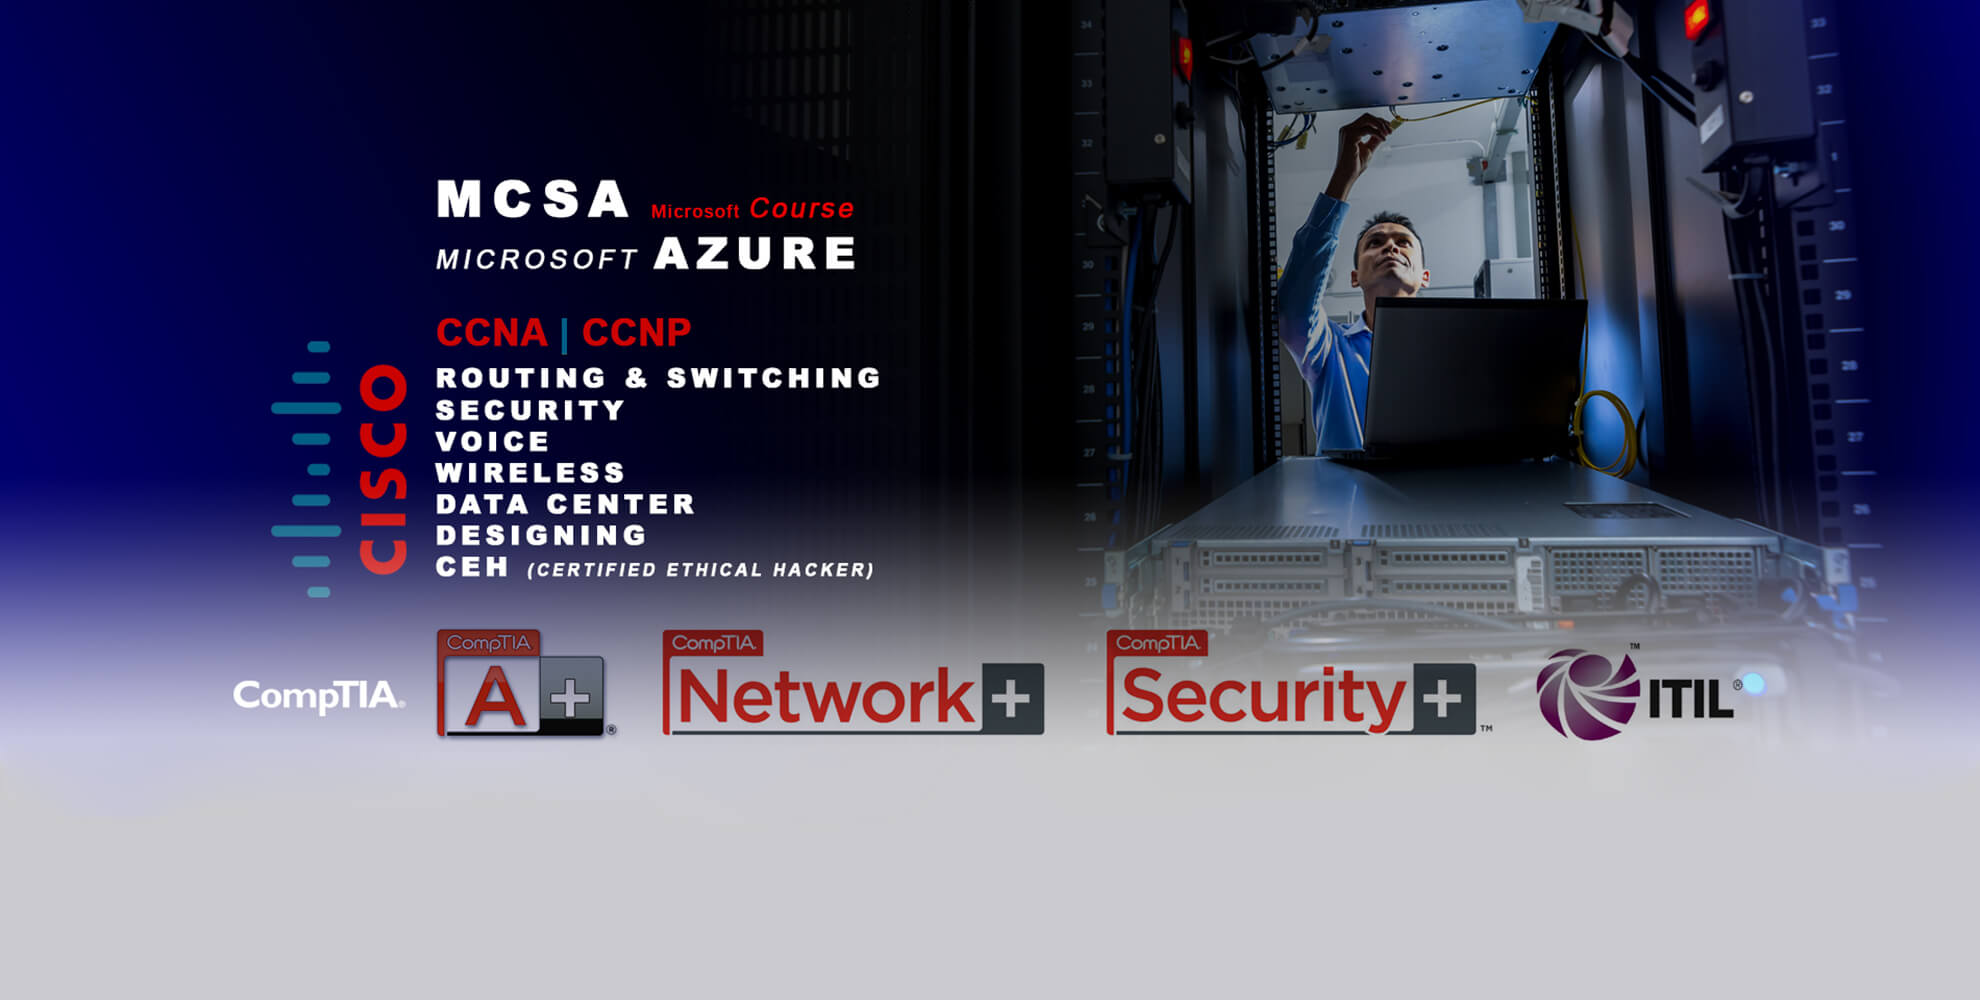 MCSA Microsoft Course
MICROSOFT AZURE
CCNA | CCNP
CISCO
ROUTING & SWITCHING
SECURITY
VOICE
WIRELESS
DATA CENTER
DESIGNING
CEH (CERTIFIED ETHICAL HACKER)
CompTIA®
CompTIA
A+®
CompTIA
Network+
CompTIA
Security+™
ITIL®™